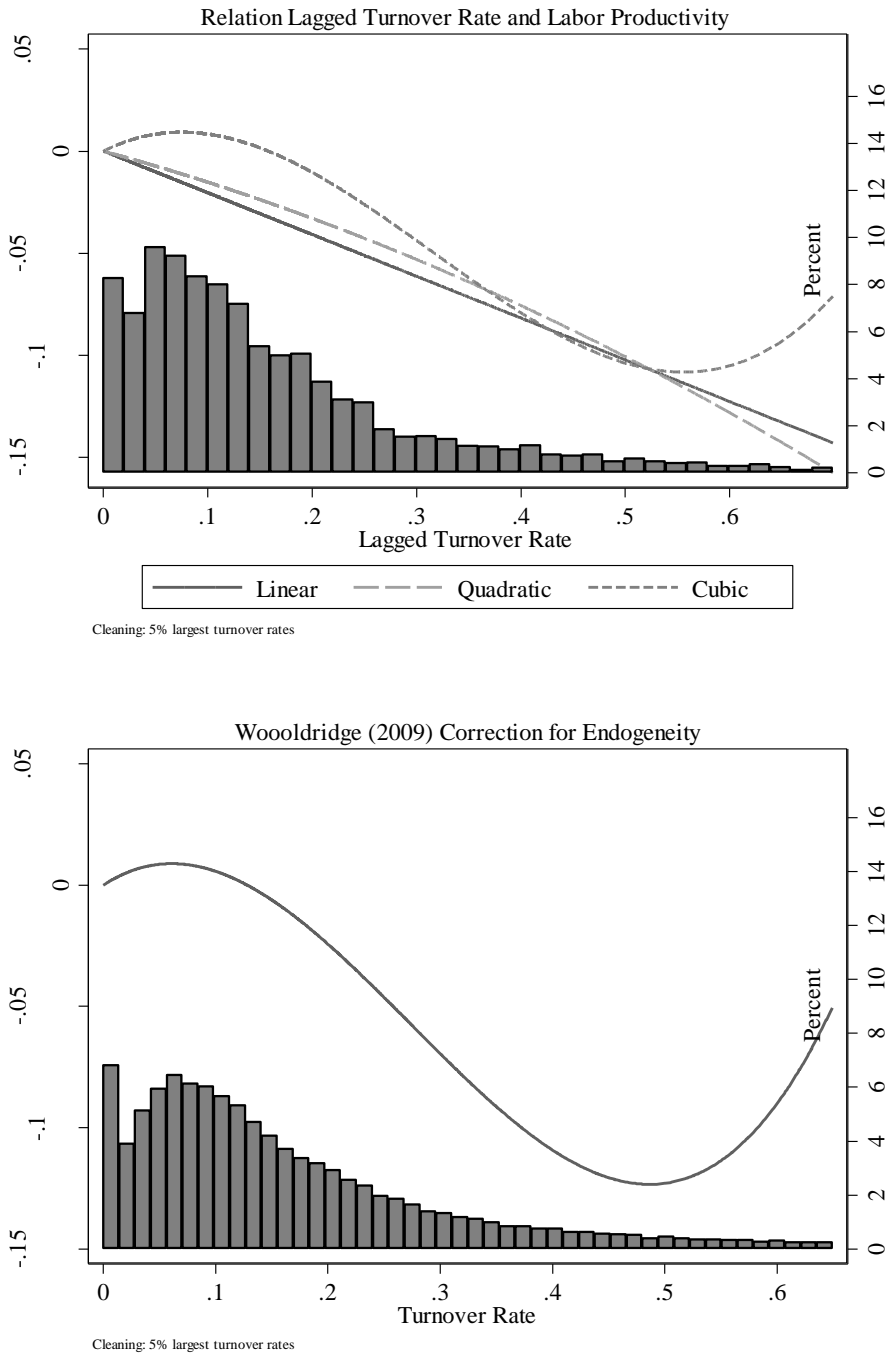 Relation Lagged Turnover Rate and Labor Productivity
.05
0
-.05
-.1
-.15
16
14
12
10
8
6
4
2
0
Percent
0 .1 .2 .3 .4 .5 .6
Lagged Turnover Rate
Linear Quadratic Cubic
Cleaning: 5% largest turnover rates
Woooldridge (2009) Correction for Endogeneity
.05
0
-.05
-.1
-.15
16
14
12
10
8
6
4
2
0
Percent
0 .1 .2 .3 .4 .5 .6
Turnover Rate
Cleaning: 5% largest turnover rates